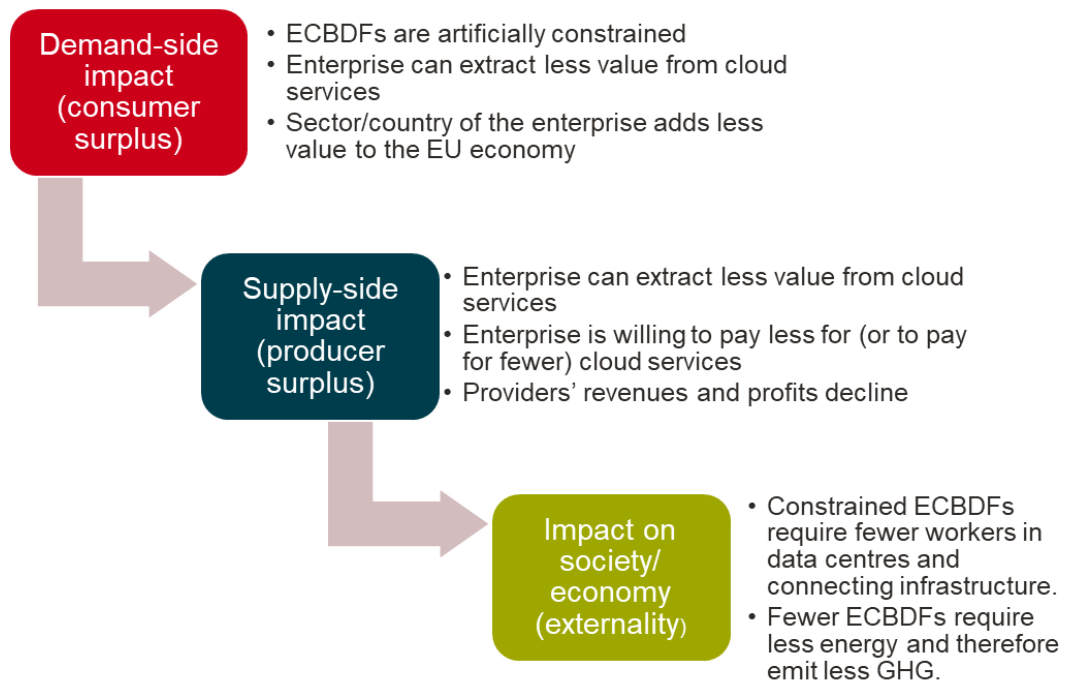 Demand-side
impact
(consumer
surplus)
• ECBDFs are artificially constrained
• Enterprise can extract less value from cloud
services
• Sector/country of the enterprise adds less
value to the EU economy
Supply-side
impact
(producer
surplus)
• Enterprise can extract less value from cloud
services
• Enterprise is willing to pay less for (or to pay
for fewer) cloud services
• Providers’ revenues and profits decline
Impact on
society/
economy
(externality)
• Constrained ECBDFs
require fewer workers in
data centres and
connecting infrastructure.
• Fewer ECBDFs require
less energy and therefore
emit less GHG.